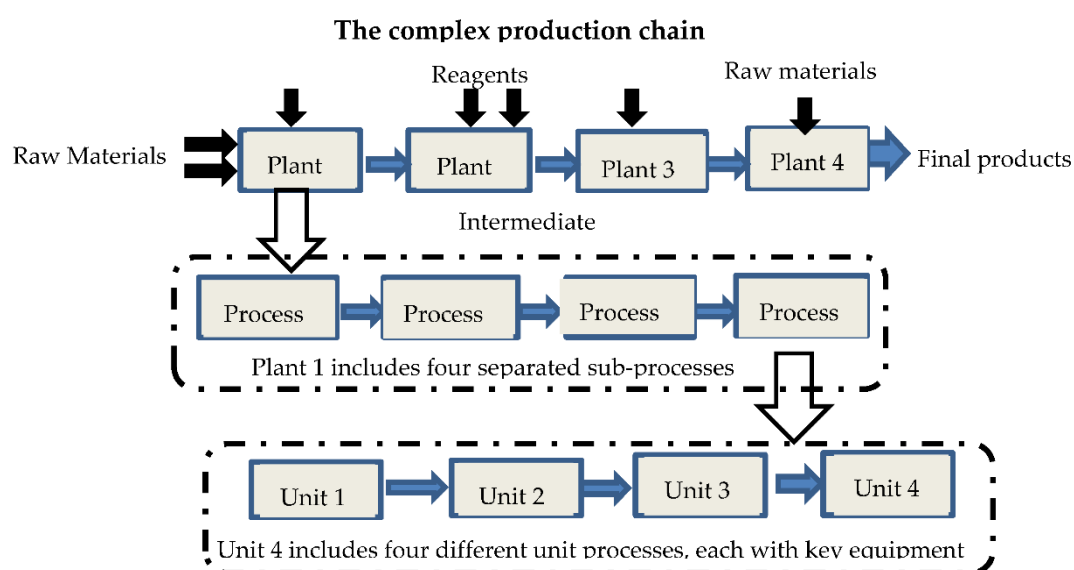 The complex production chain
Reagents
Raw materials
Raw Materials
Plant
Plant
Plant 3
Plant 4
Final products
Intermediate
Process
Process
Process
Process
Plant 1 includes four separated sub-processes
Unit 1
Unit 2
Unit 3
Unit 4
Unit 4 includes four different unit processes, each with key equipment